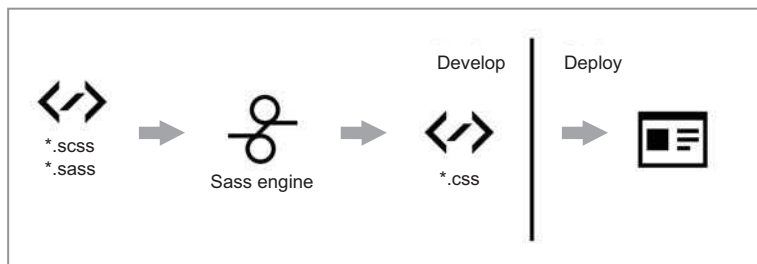 Develop
Deploy
*.scss
*.sass
Sass engine
*.css